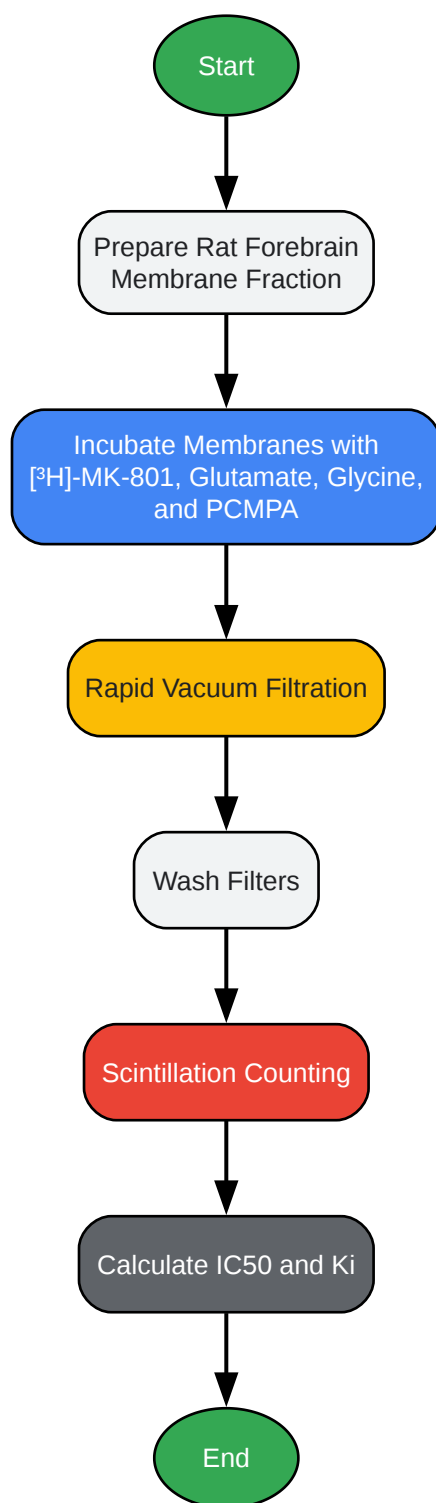 Start
Prepare Rat Forebrain
Membrane Fraction
Incubate Membranes with
[³H]-MK-801, Glutamate, Glycine,
and PCMPA
Rapid Vacuum Filtration
Wash Filters
Scintillation Counting
Calculate IC50 and Ki
End